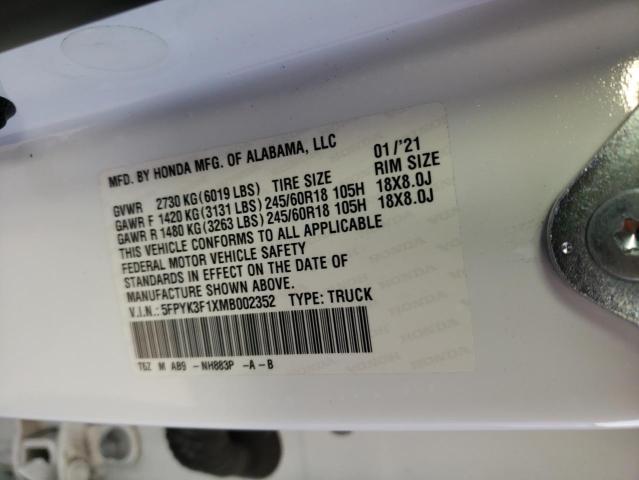 MFD. BY HONDA MFG. OF ALABAMA, LLC 01/'21
GVWR 2730 KG(6019 LBS) TIRE SIZE RIM SIZE
GAWR F 1420 KG(3131 LBS)245/60R18 105H 18X8.0J
GAWR R 1480 KG(3263 LBS)245/60R18 105H 18X8.0J
THIS VEHICLE CONFORMS TO ALL APPLICABLE
FEDERAL MOTOR VEHICLE SAFETY
STANDARDS IN EFFECT ON THE DATE OF
MANUFACTURE SHOWN ABOVE.
V.I.N.: 5FPYK3F1XMB002352 TYPE: TRUCK
T6Z M AB9 -NH883P -A-B